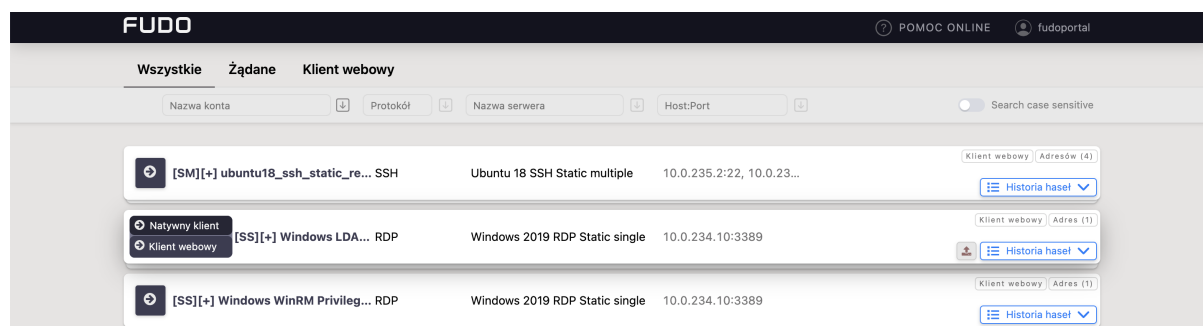 FUDO
POMOC ONLINE
fudoportal
Wszystkie Żądane Klient webowy
Nazwa konta Protokół Nazwa serwera Host:Port Search case sensitive
Klient webowy Adresów (4)
[SM][+] ubuntu18_ssh_static_re... SSH Ubuntu 18 SSH Static multiple 10.0.235.2:22, 10.0.23...
Historia haseł
Natywny klient
Klient webowy
Klient webowy Adres (1)
[SS][+] Windows LDA... RDP Windows 2019 RDP Static single 10.0.234.10:3389
Historia haseł
Klient webowy Adres (1)
[SS][+] Windows WinRM Privileg... RDP Windows 2019 RDP Static single 10.0.234.10:3389
Historia haseł